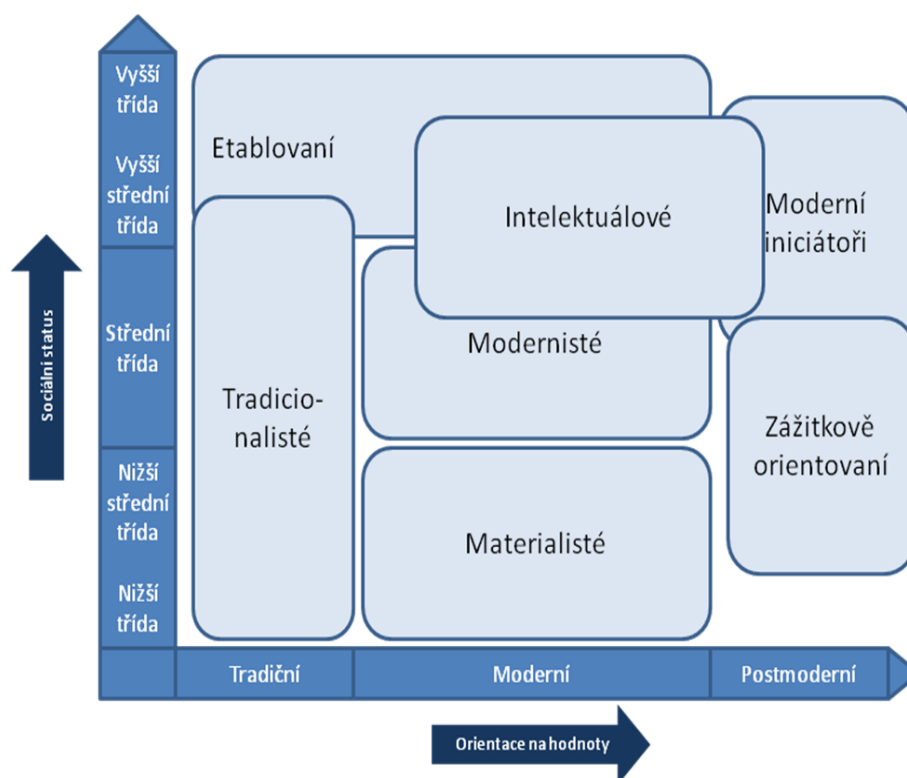 Vyšší
třída
Vyšší
střední
třída
Střední
třída
Nižší
střední
třída
Nižší
třída
Sociální status
Etablovaní
Intelektuálové
Moderní
iniciátoři
Modernisté
Tradicio-
nalisté
Zážitkově
orientovaní
Materialisté
Tradiční
Moderní
Postmoderní
Orientace na hodnoty